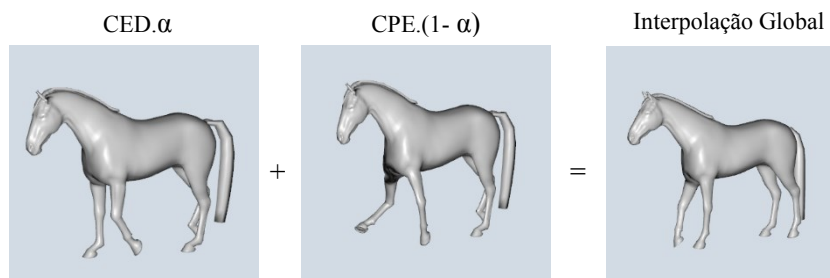 CED.α
CPE.(1- α)
Interpolação Global
+
=